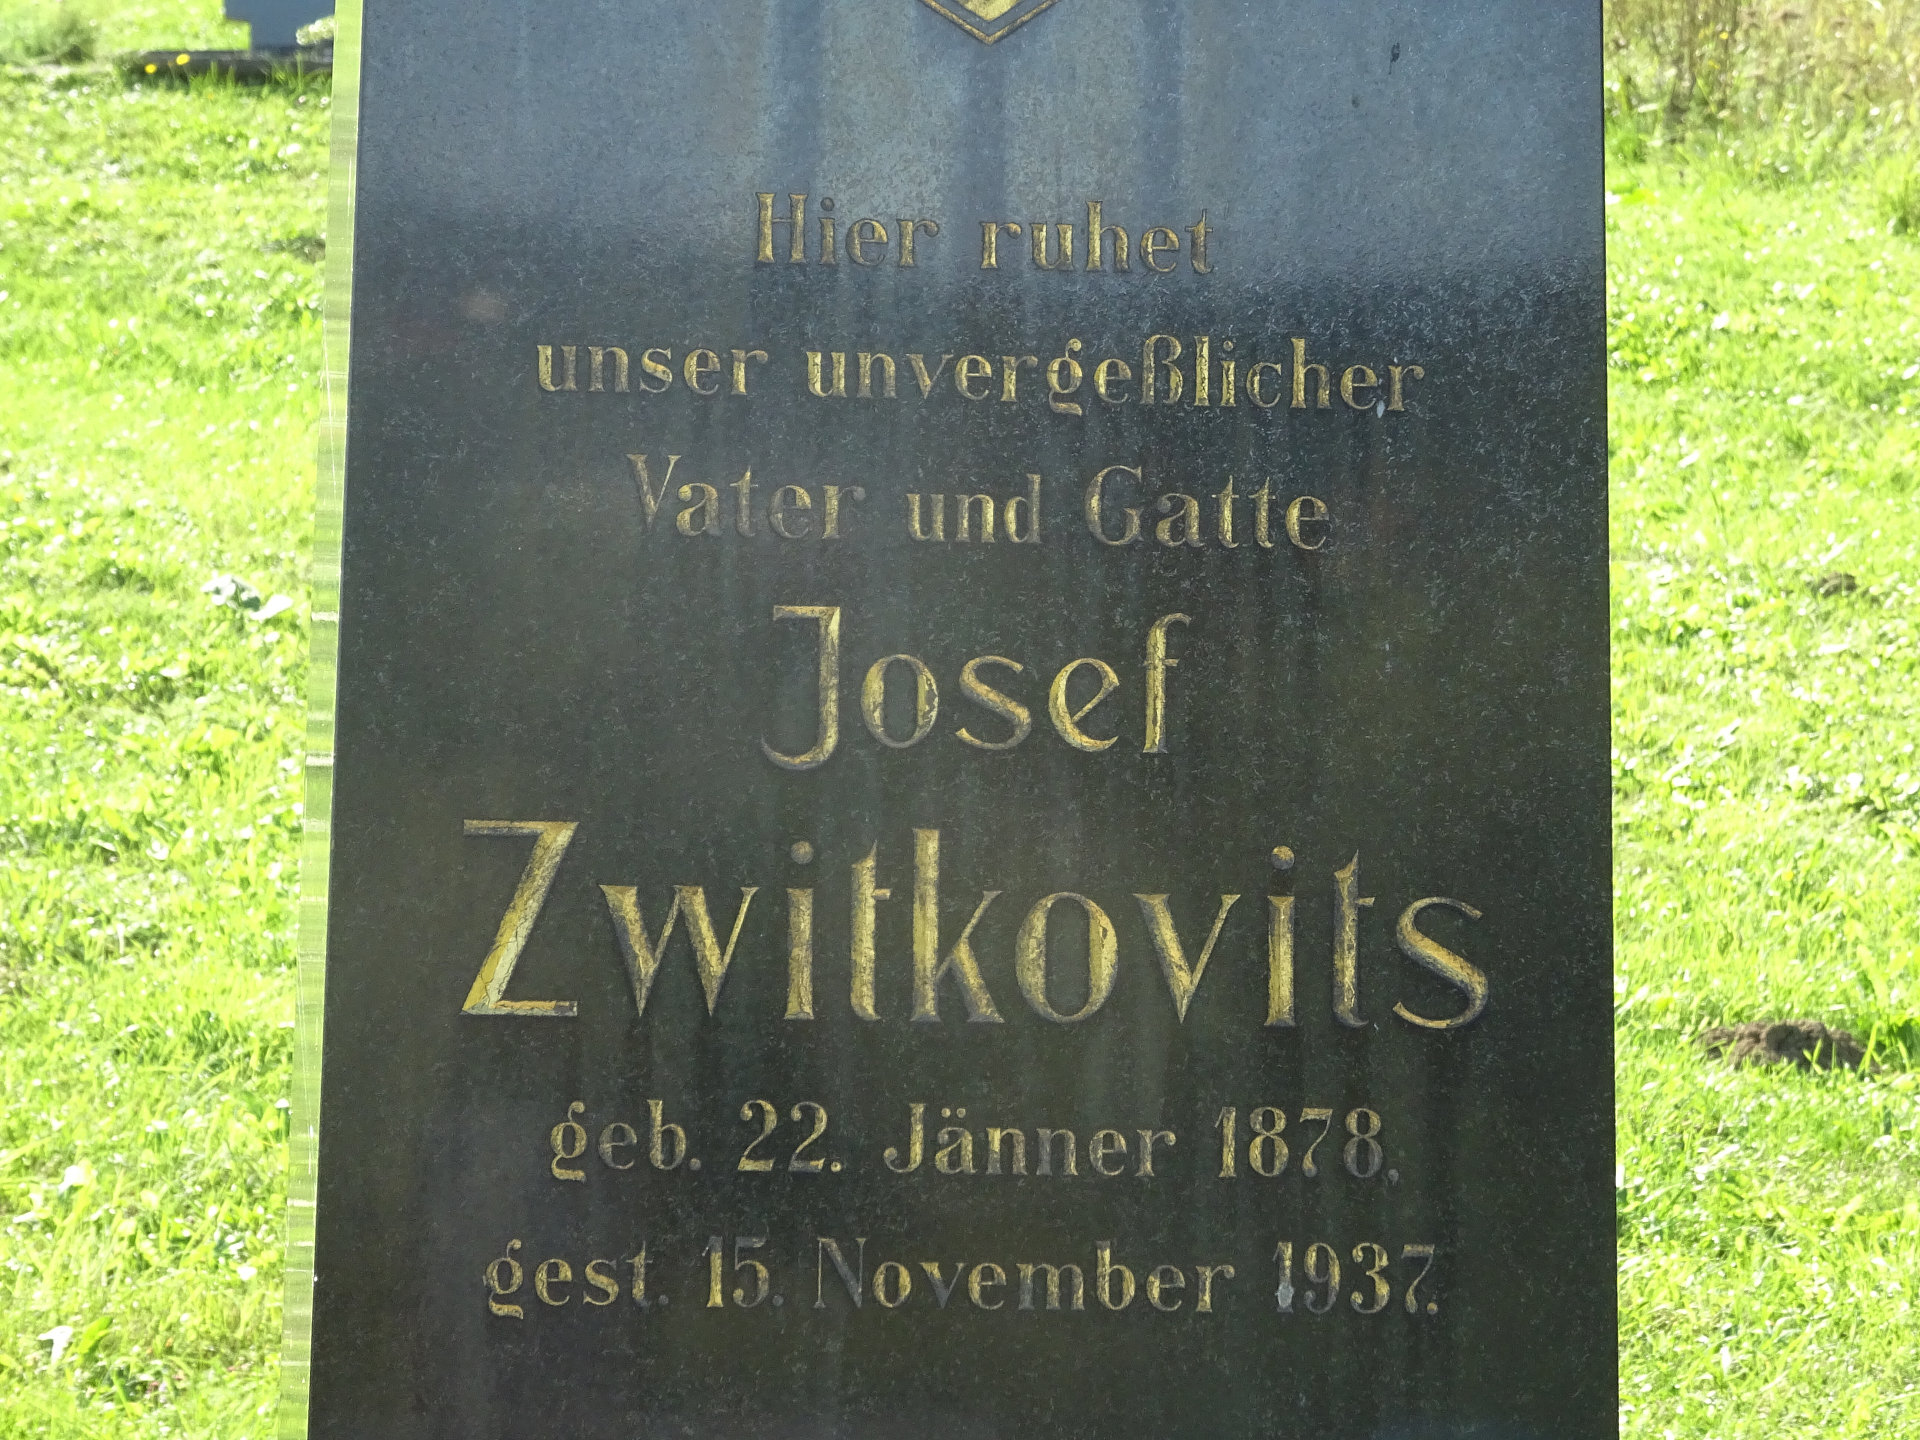 Hier ruhet
unser unvergeßlicher
Vater und Gatte
Josef
Zwitkovits
geb. 22. Jänner 1878.
gest. 15. November 1937.